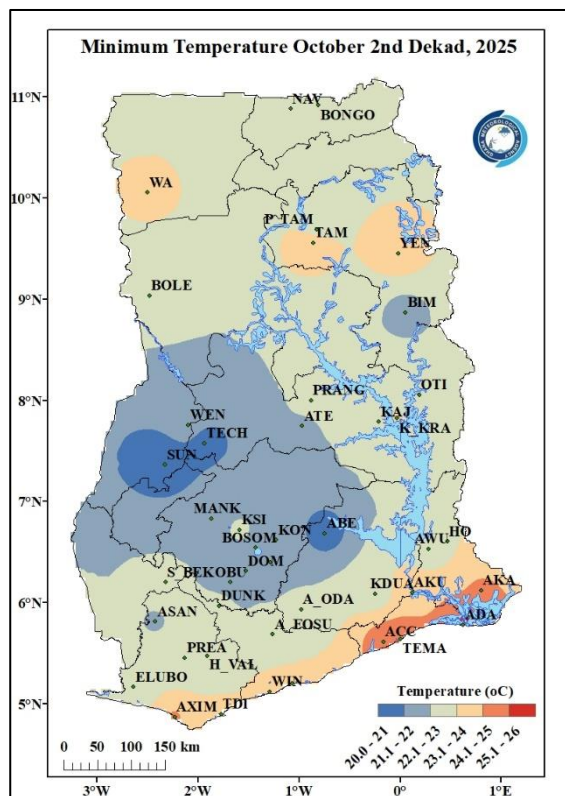 Minimum Temperature October 2nd Dekad, 2025
11°N
NAV
BONGO
10°N
WA
P_TAM
TAM
YEN
9°N
BOLE
BIM
8°N
PRANG
OTI
WEN
ATE
KAJ
K_KRA
TECH
SUN
7°N
MANK
KSI
KON
ABE
BOSOM
AWU
HO
DOM
S_BEKOBU
6°N
DUNK
A_ODA
KDUA
AKU
AKA
ASAN
A_EOSU
ADA
PREA
H_VAL
ACC
TEMA
ELUBO
WIN
5°N
AXIM
TDI
Temperature (oC)
20.0 - 21
21.1 - 22
22.1 - 23
23.1 - 24
24.1 - 25
25.1 - 26
0 50 100 150 km
3°W 2°W 1°W 0° 1°E